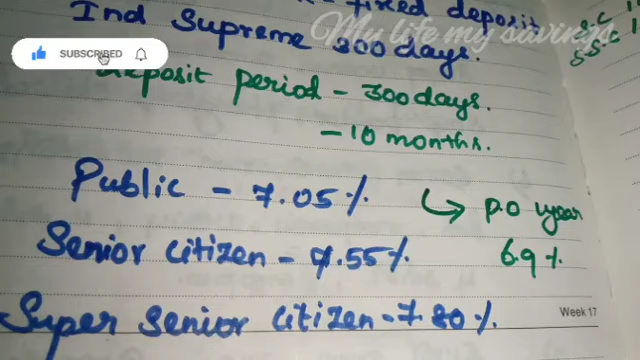 - fixed deposit
Ind Supreme 300 days.
My life my savings
SUBSCRIBED
S.C
S.S.C
Deposit period - 300 days.
- 10 months.
Public - 7.05 %
P.O year
Senior citizen - 7.55 %
6.9 %
Super Senior citizen - 7.80 %.
Week 17